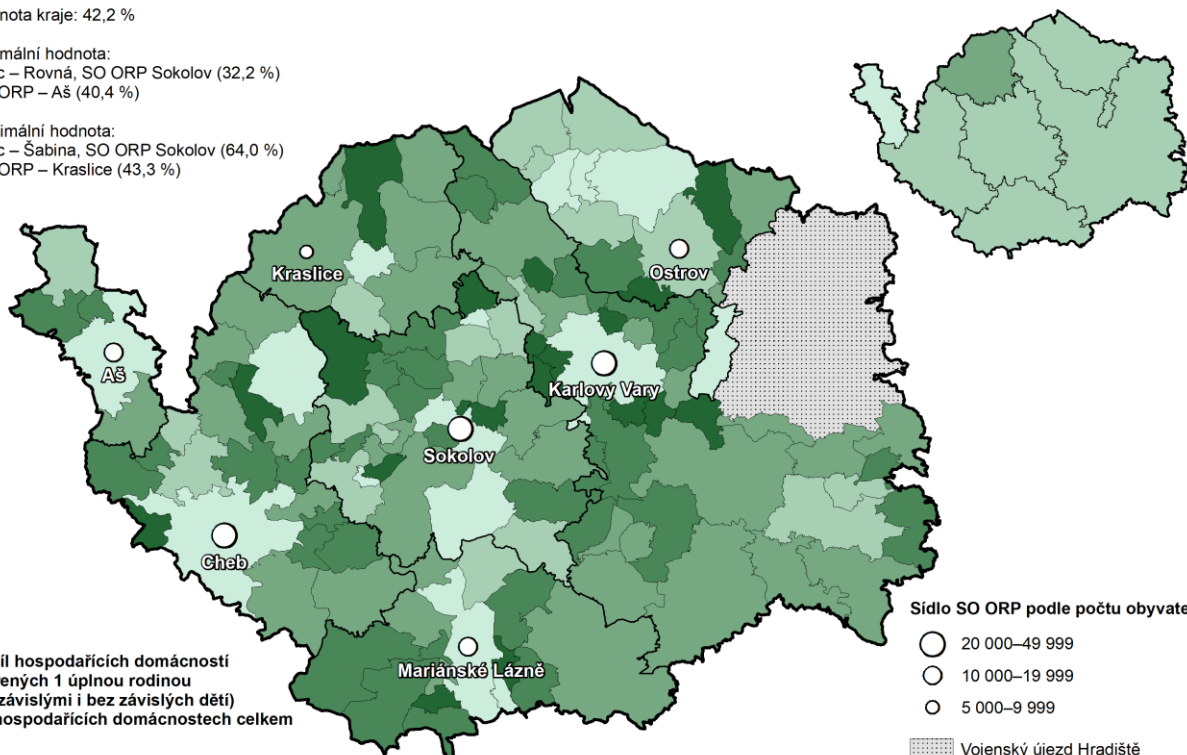 nota kraje: 42,2 %
mální hodnota:
c – Rovná, SO ORP Sokolov (32,2 %)
ORP – Aš (40,4 %)
imální hodnota:
c – Šabina, SO ORP Sokolov (64,0 %)
ORP – Kraslice (43,3 %)
Kraslice
Ostrov
Aš
Karlovy Vary
Sokolov
Cheb
Mariánské Lázně
íl hospodařících domácností
ených 1 úplnou rodinou
závislými i bez závislých dětí)
hospodařících domácnostech celkem
Sídlo SO ORP podle počtu obyvate
20 000–49 999
10 000–19 999
5 000–9 999
Vojenský újezd Hradiště